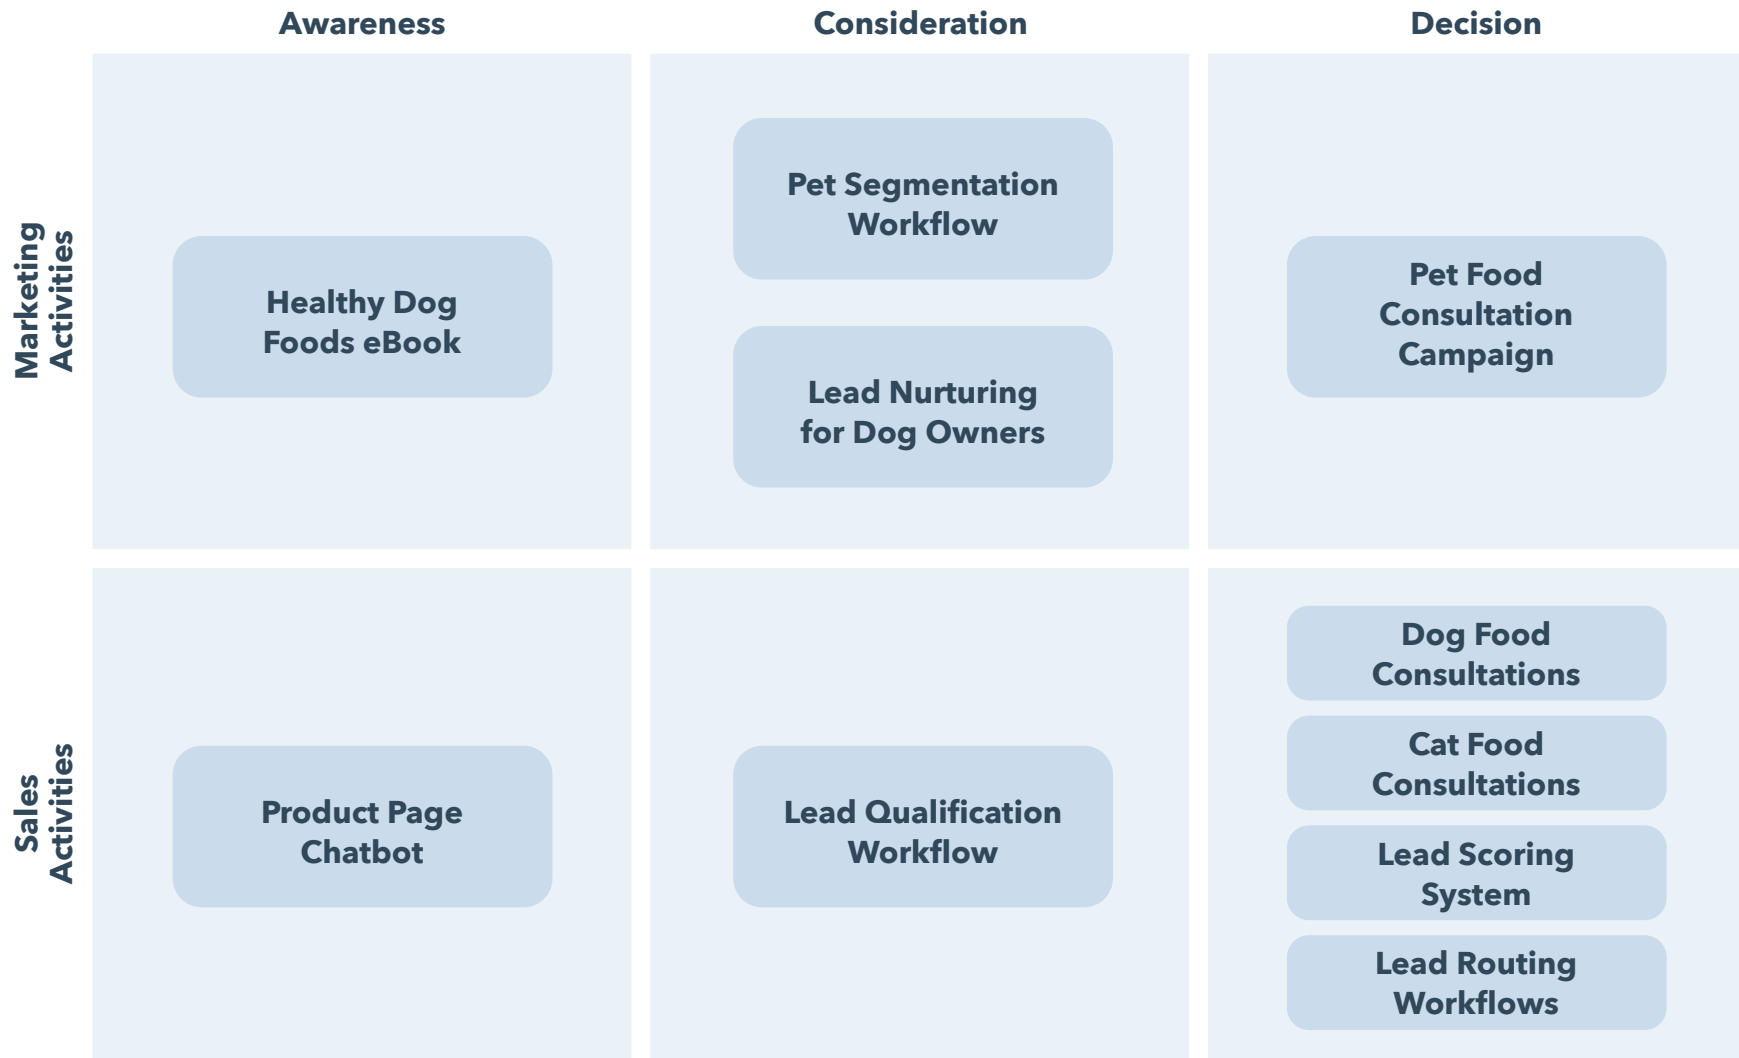 Awareness
Consideration
Decision
Marketing
Activities
Healthy Dog
Foods eBook
Pet Segmentation
Workflow
Lead Nurturing
for Dog Owners
Pet Food
Consultation
Campaign
Sales
Activities
Product Page
Chatbot
Lead Qualification
Workflow
Dog Food
Consultations
Cat Food
Consultations
Lead Scoring
System
Lead Routing
Workflows